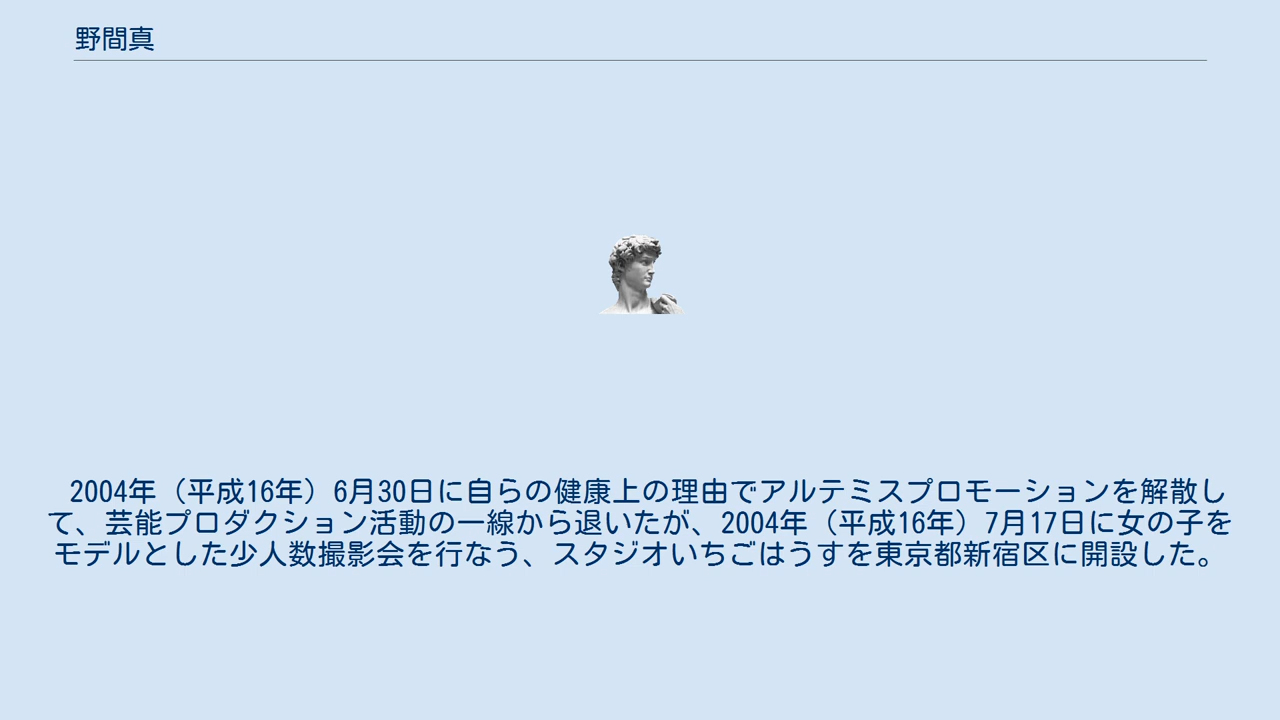 野間真
2004年（平成16年）6月30日に自らの健康上の理由でアルテミスプロモーションを解散し
て、芸能プロダクション活動の一線から退いたが、2004年（平成16年）7月17日に女の子を
モデルとした少人数撮影会を行なう、スタジオいちごはうすを東京都新宿区に開設した。